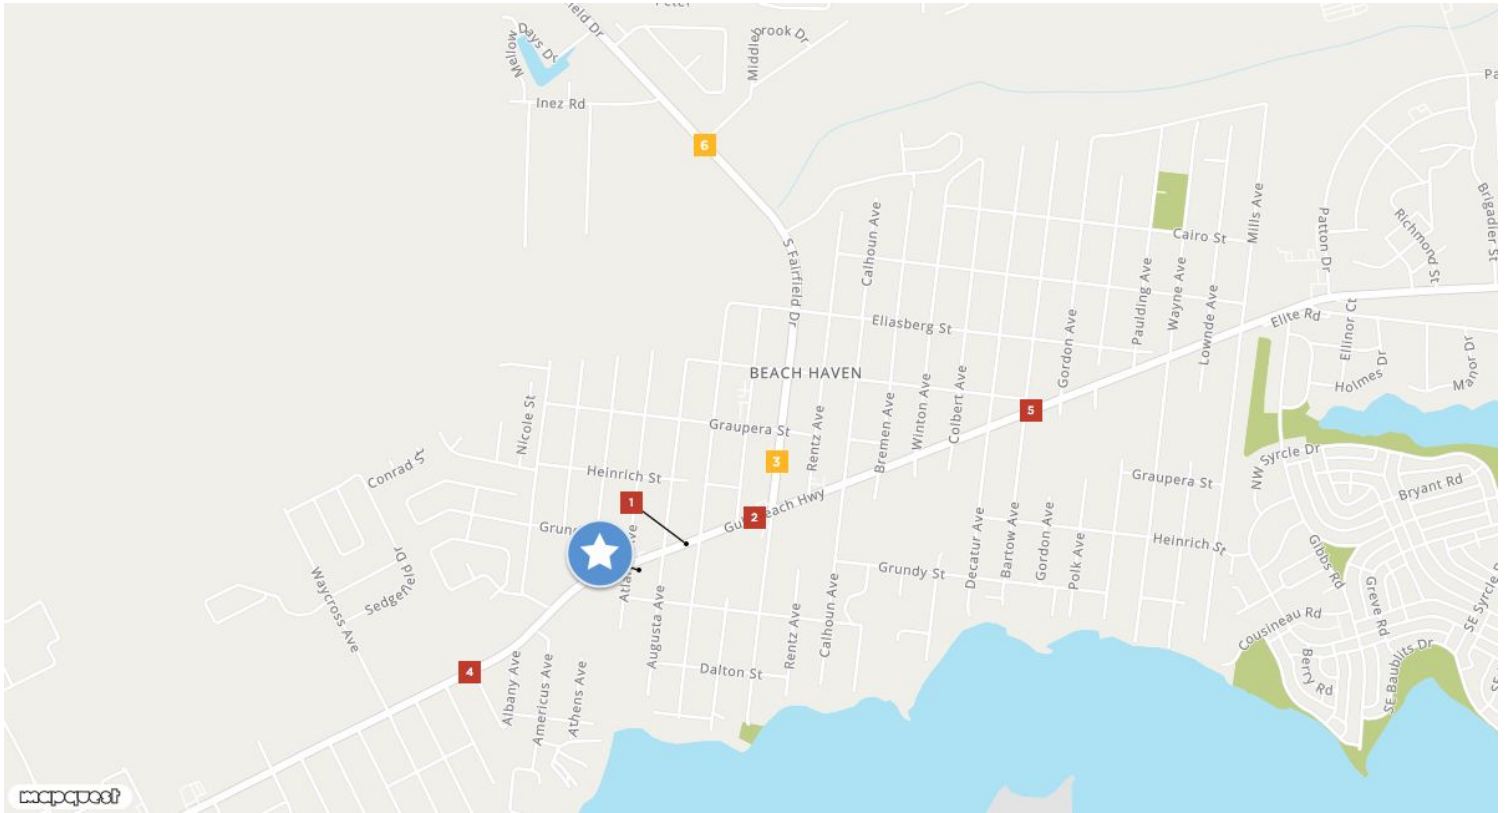 field Dr
Days Dr
Mellow
Middlebrook Dr
Inez Rd
6
S Fairfield Dr
Calhoun Ave
Cairo St
Mills Ave
Patton Dr
Richmond St
Brigadier St
Paulding Ave
Wayne Ave
Lownde Ave
Ellasberg St
Elite Rd
Ellinor Ct
Holmes Dr
Manor Dr
BEACH HAVEN
Gordon Ave
Nicole St
Rentz Ave
Bremen Ave
Winton Ave
Colbert Ave
5
Graupera St
3
Conrad St
Heinrich St
NW Syrcle Dr
Bryant Rd
Graupera St
1
2
Gulf Beach Hwy
Grun
Decatur Ave
Bartow Ave
Gordon Ave
Polk Ave
Heinrich St
Gibbs Rd
Grundy St
Greve Rd
SE Syrcle
Waycross Ave
Sedgefield Dr
Augusta Ave
Rentz Ave
Calhoun Ave
Cousineau Rd
SE Baublits Dr
Berry Rd
4
Dalton St
Albany Ave
Americus Ave
Athens Ave
mapquest